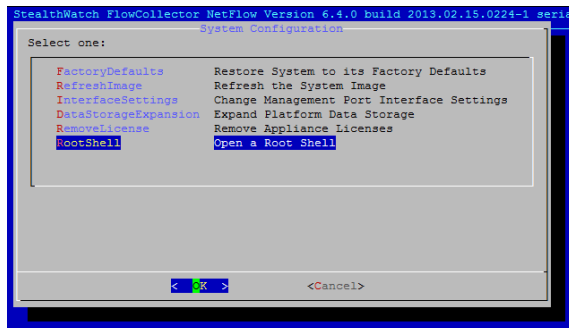 StealthWatch FlowCollector NetFlow Version 6.4.0 build 2013.02.15.0224-1 seria
System Configuration
Select one:
FactoryDefaults Restore System to its Factory Defaults
RefreshImage Refresh the System Image
InterfaceSettings Change Management Port Interface Settings
DataStorageExpansion Expand Platform Data Storage
RemoveLicense Remove Appliance Licenses
RootShell Open a Root Shell
< OK > <Cancel>